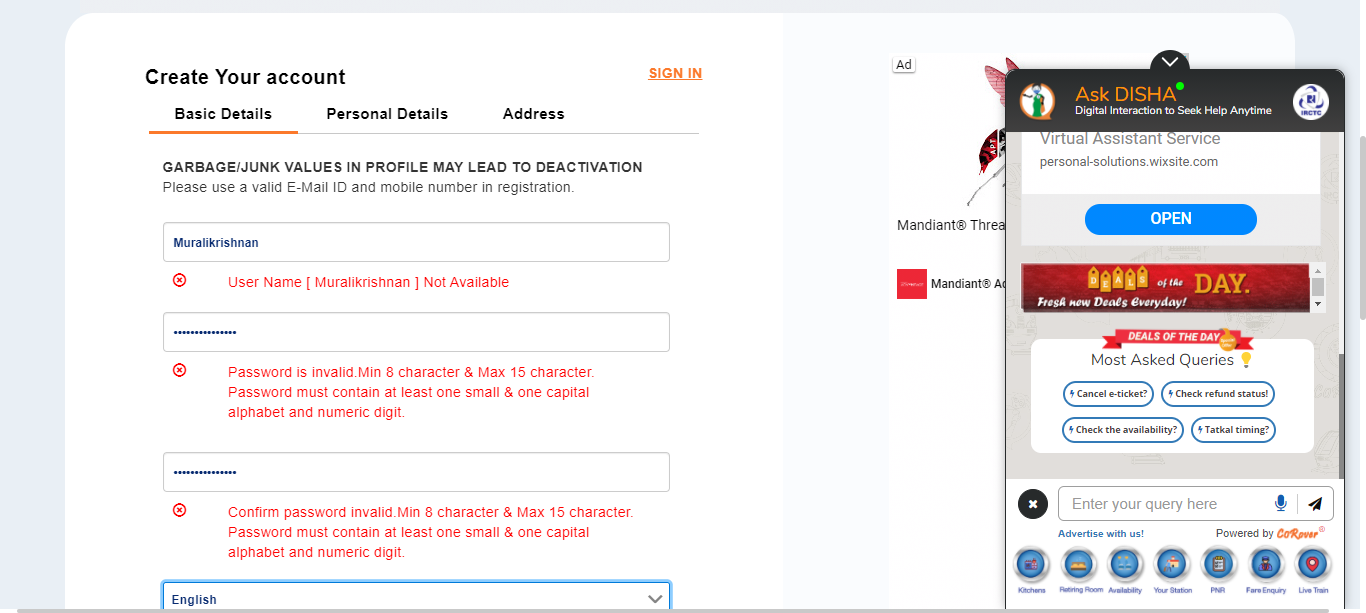 Create Your account
SIGN IN
Basic Details
Personal Details
Address
GARBAGE/JUNK VALUES IN PROFILE MAY LEAD TO DEACTIVATION
Please use a valid E-Mail ID and mobile number in registration.
Muralikrishnan
User Name [ Muralikrishnan ] Not Available
•••••••••••••••
Password is invalid.Min 8 character & Max 15 character.
Password must contain at least one small & one capital
alphabet and numeric digit.
•••••••••••••••
Confirm password invalid.Min 8 character & Max 15 character.
Password must contain at least one small & one capital
alphabet and numeric digit.
English
Ad
Mandiant® Threa
Mandiant® Ad
Ask DISHA
Digital Interaction to Seek Help Anytime
IRCTC
Virtual Assistant Service
personal-solutions.wixsite.com
OPEN
DEALS of the DAY.
Fresh new Deals Everyday!
DEALS OF THE DAY
Most Asked Queries
Cancel e-ticket?
Check refund status!
Check the availability?
Tatkal timing?
Enter your query here
Advertise with us!
Powered by CoRover®
Kitchens
Retiring Room
Availability
Your Station
PNR
Fare Enquiry
Live Train